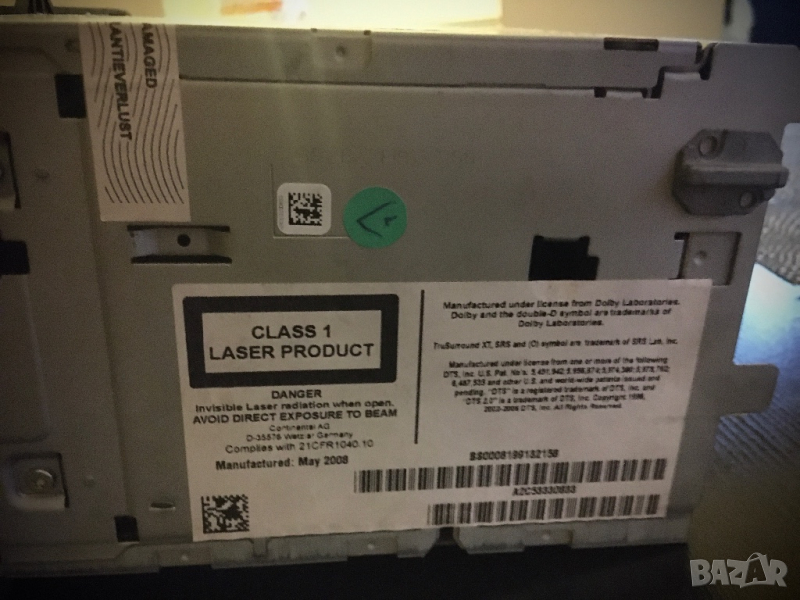 AMAGED
ANTIEVERLUST
CLASS 1
LASER PRODUCT
DANGER
Invisible Laser radiation when open.
AVOID DIRECT EXPOSURE TO BEAM
Continental AG
D-35576 Wetzlar Germany
Complies with 21CFR1040.10
Manufactured: May 2008
Manufactured under license from Dolby Laboratories.
Dolby and the double-D symbol are trademarks of
Dolby Laboratories.
TruSurround XT, SRS and (O) symbol are trademark of SRS Lab, Inc.
Manufactured under license from one or more of the following
DTS, Inc. U.S. Pat. No's. 5,451,942; 5,956,674; 5,974,380; 5,978,762;
6,487,535 and other U.S. and world-wide patents issued and
pending. "DTS" is a registered trademark of DTS, Inc. and
"DTS 2.0" is a trademark of DTS, Inc. Copyright 1996,
DTS, Inc. All Rights Reserved.
BS0008199132158
BAZAR